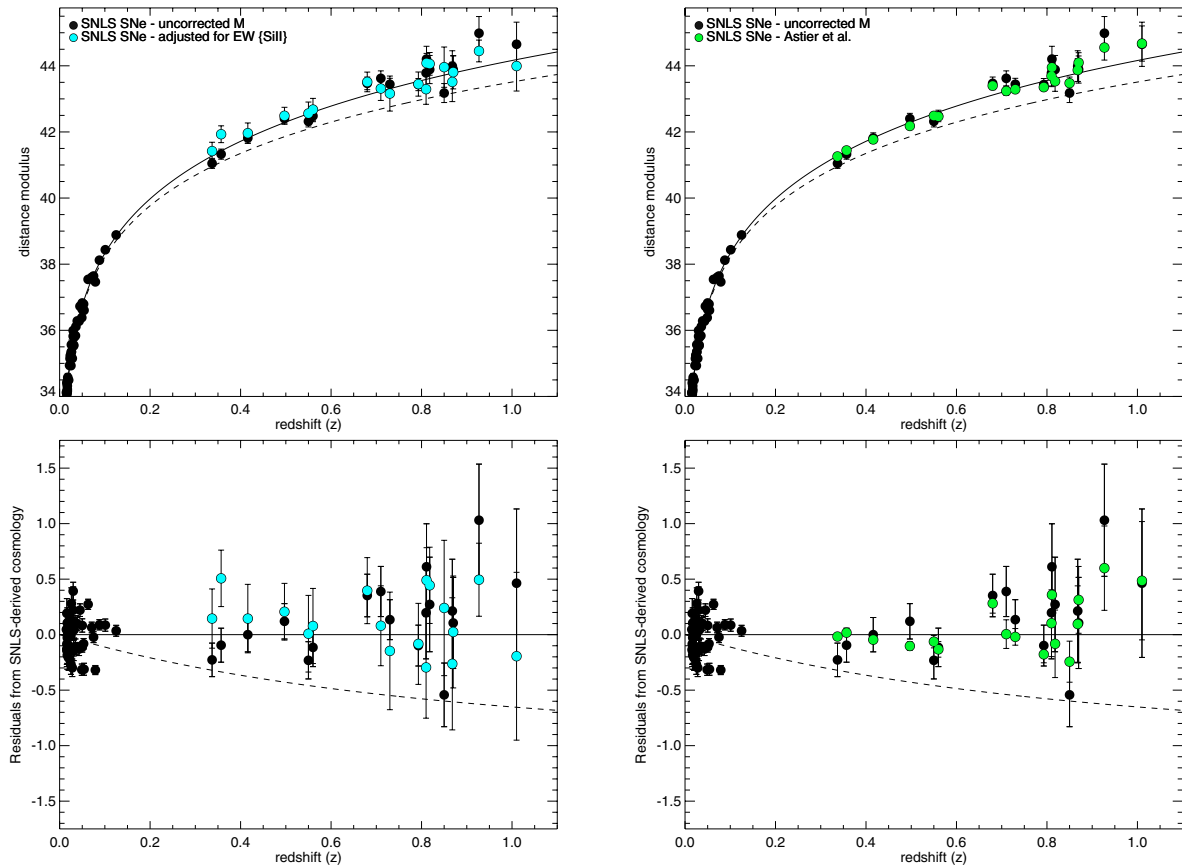 SNLS SNe - uncorrected M
SNLS SNe - adjusted for EW {SiII}
distance modulus
44
42
40
38
36
34
0.0 0.2 0.4 0.6 0.8 1.0
redshift (z)
SNLS SNe - uncorrected M
SNLS SNe - Astier et al.
distance modulus
44
42
40
38
36
34
0.0 0.2 0.4 0.6 0.8 1.0
redshift (z)
Residuals from SNLS-derived cosmology
1.5
1.0
0.5
0.0
-0.5
-1.0
-1.5
0.0 0.2 0.4 0.6 0.8 1.0
redshift (z)
Residuals from SNLS-derived cosmology
1.5
1.0
0.5
0.0
-0.5
-1.0
-1.5
0.0 0.2 0.4 0.6 0.8 1.0
redshift (z)